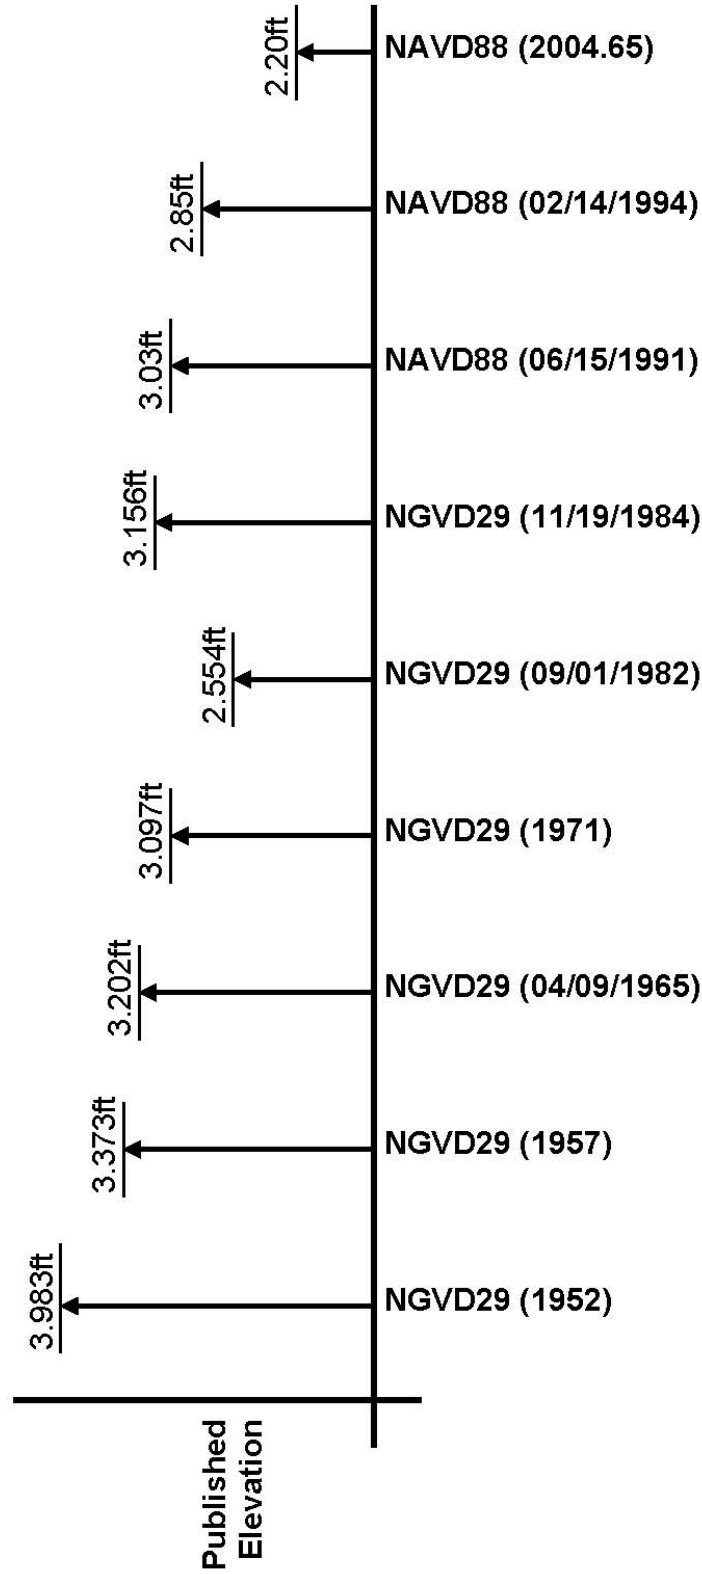 2.20ft
NAVD88 (2004.65)
2.85ft
NAVD88 (02/14/1994)
3.03ft
NAVD88 (06/15/1991)
3.156ft
NGVD29 (11/19/1984)
2.554ft
NGVD29 (09/01/1982)
3.097ft
NGVD29 (1971)
3.202ft
NGVD29 (04/09/1965)
3.373ft
NGVD29 (1957)
3.983ft
NGVD29 (1952)
Published
Elevation